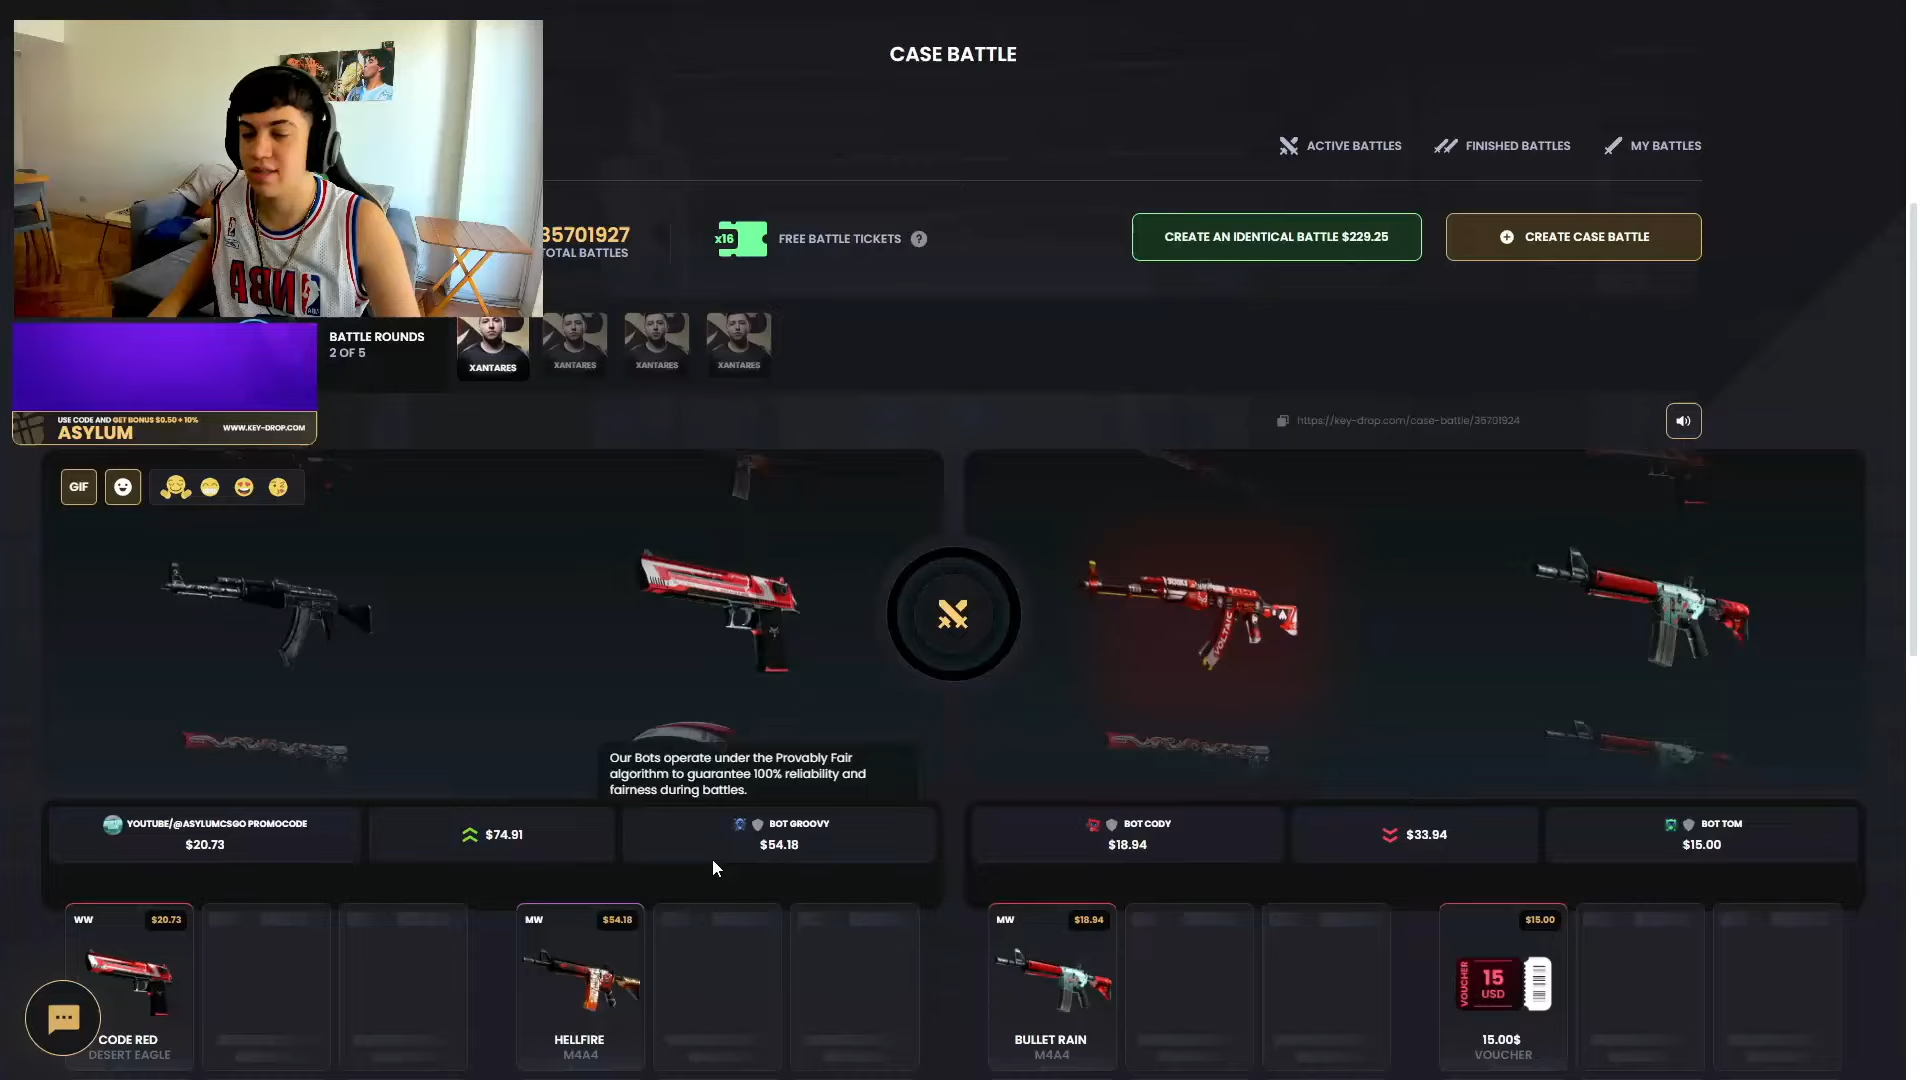 CASE BATTLE
ACTIVE BATTLES
FINISHED BATTLES
MY BATTLES
NBA
35701927
TOTAL BATTLES
x16
FREE BATTLE TICKETS
?
CREATE AN IDENTICAL BATTLE $229.25
CREATE CASE BATTLE
BATTLE ROUNDS
2 OF 5
XANTARES
XANTARES
XANTARES
XANTARES
USE CODE AND GET BONUS $0.50 + 10%
ASYLUM
WWW.KEY-DROP.COM
https://key-drop.com/case-battle/35701924
GIF
VOLTAIC
Our Bots operate under the Provably Fair
algorithm to guarantee 100% reliability and
fairness during battles.
YOUTUBE/@ASYLUMCSGO PROMOCODE
$20.73
$74.91
BOT GROOVY
$54.18
BOT CODY
$18.94
$33.94
BOT TOM
$15.00
WW
$20.73
CODE RED
DESERT EAGLE
MW
$54.18
HELLFIRE
M4A4
MW
$18.94
BULLET RAIN
M4A4
$15.00
VOUCHER
15
USD
15.00$
VOUCHER